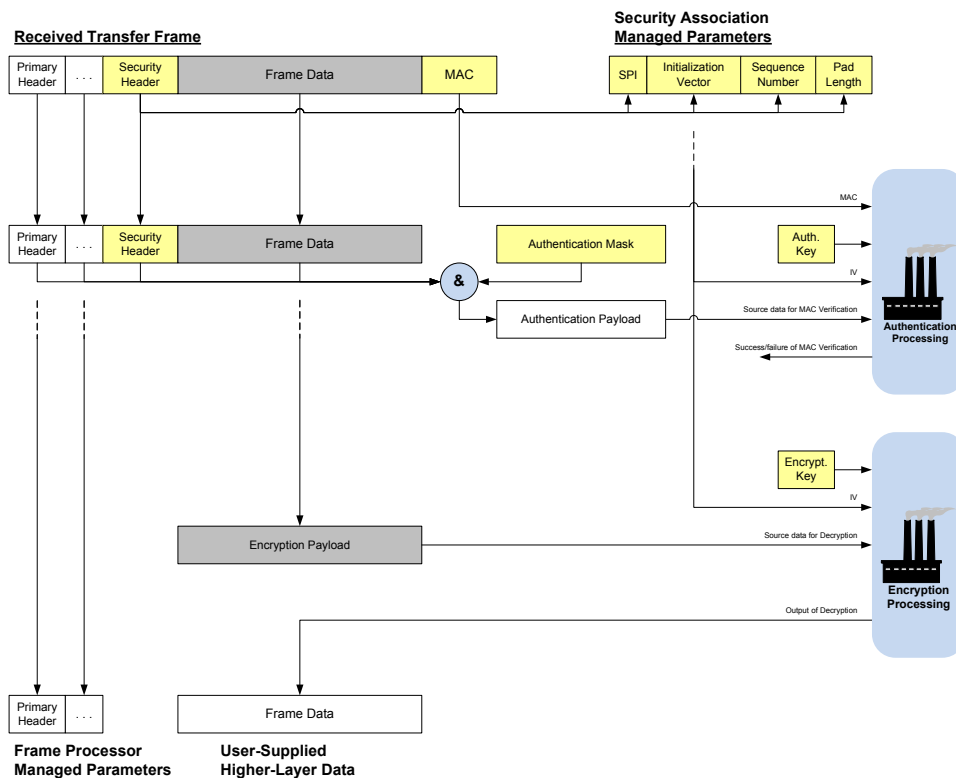 Security Association
Managed Parameters
Received Transfer Frame
Primary
Header
. . .
Security
Header
Frame Data
MAC
SPI
Initialization
Vector
Sequence
Number
Pad
Length
MAC
Primary
Header
. . .
Security
Header
Frame Data
Authentication Mask
Auth.
Key
&
IV
Source data for MAC Verification
Authentication Payload
Authentication
Processing
Success/failure of MAC Verification
Encrypt.
Key
IV
Source data for Decryption
Encryption Payload
Encryption
Processing
Output of Decryption
Primary
Header
. . .
Frame Data
Frame Processor
Managed Parameters
User-Supplied
Higher-Layer Data